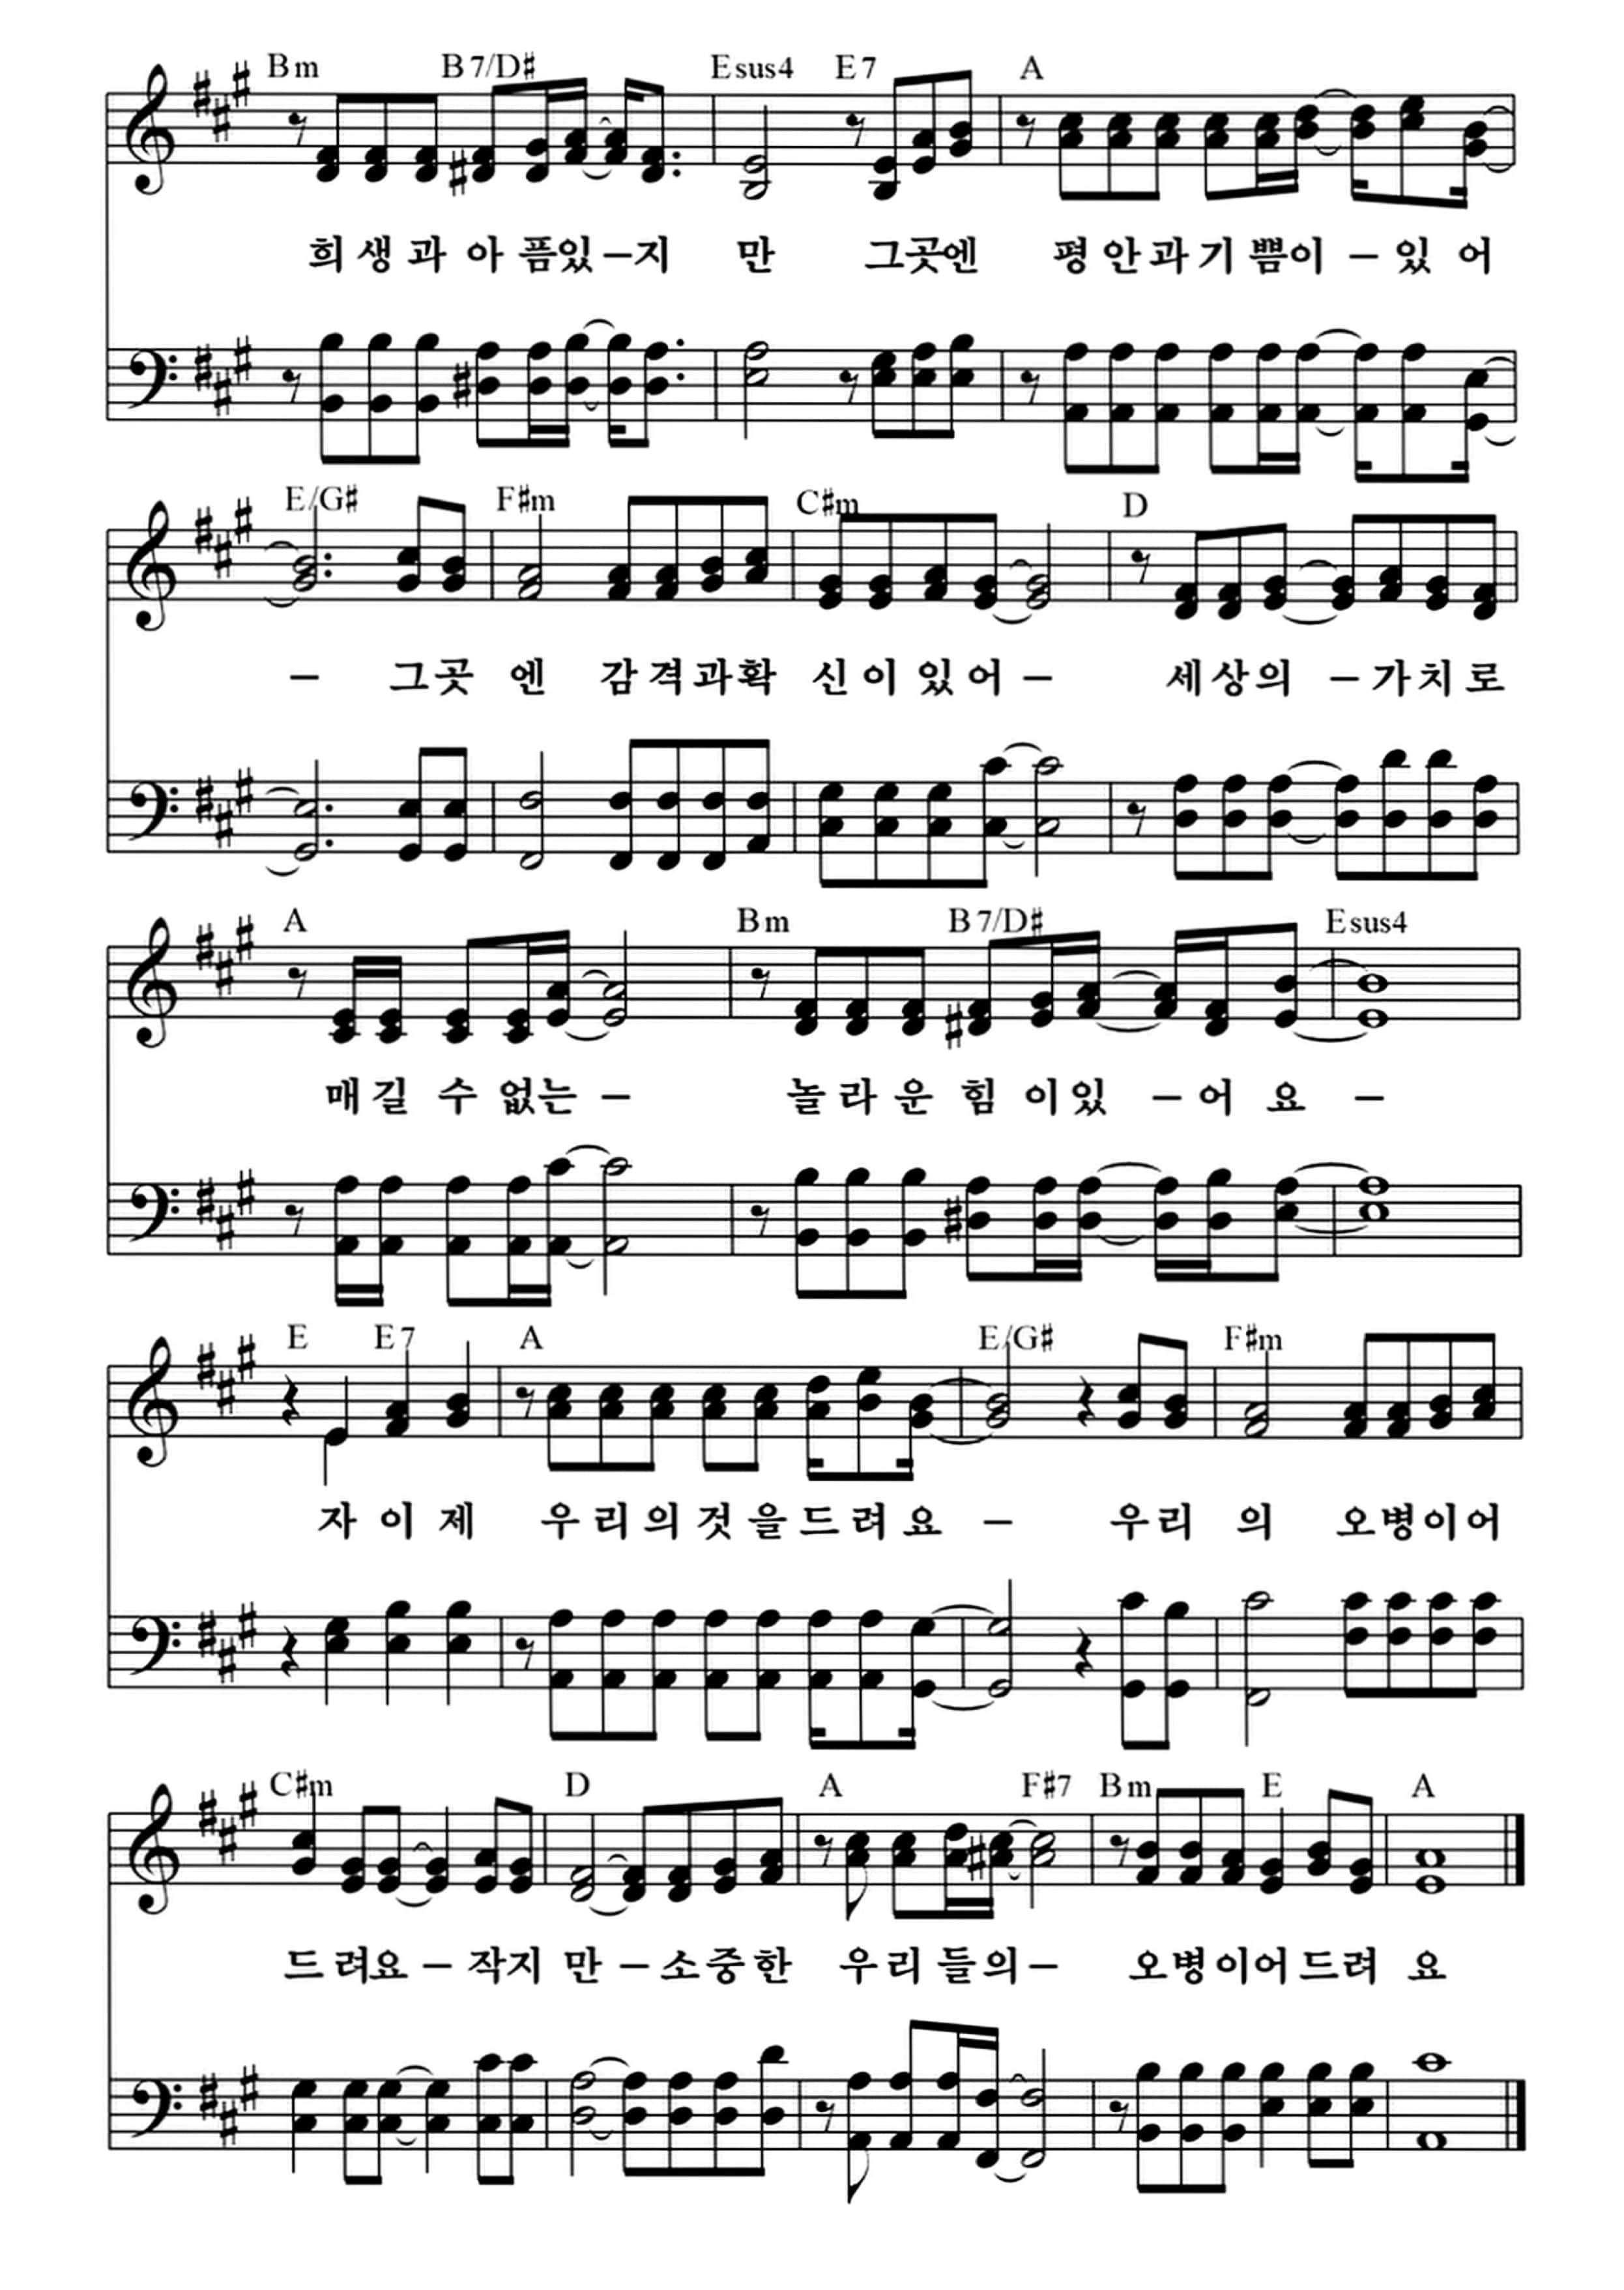 Bm B7/D# Esus4 E7 A
희생과아픔있–지 만 그곳엔 평안과기쁨이–있어
E/G# F#m C#m D
– 그곳 엔 감격과확 신이있어– 세상의–가치로
A Bm B7/D# Esus4
매길 수 없는– 놀라운 힘 이있 –어 요 –
E E7 A E/G# F#m
자 이 제 우리의것을드려요 – 우리 의 오병이어
C#m D A F#7 Bm E A
드려요–작지 만–소중한 우리들의– 오병이어드려 요